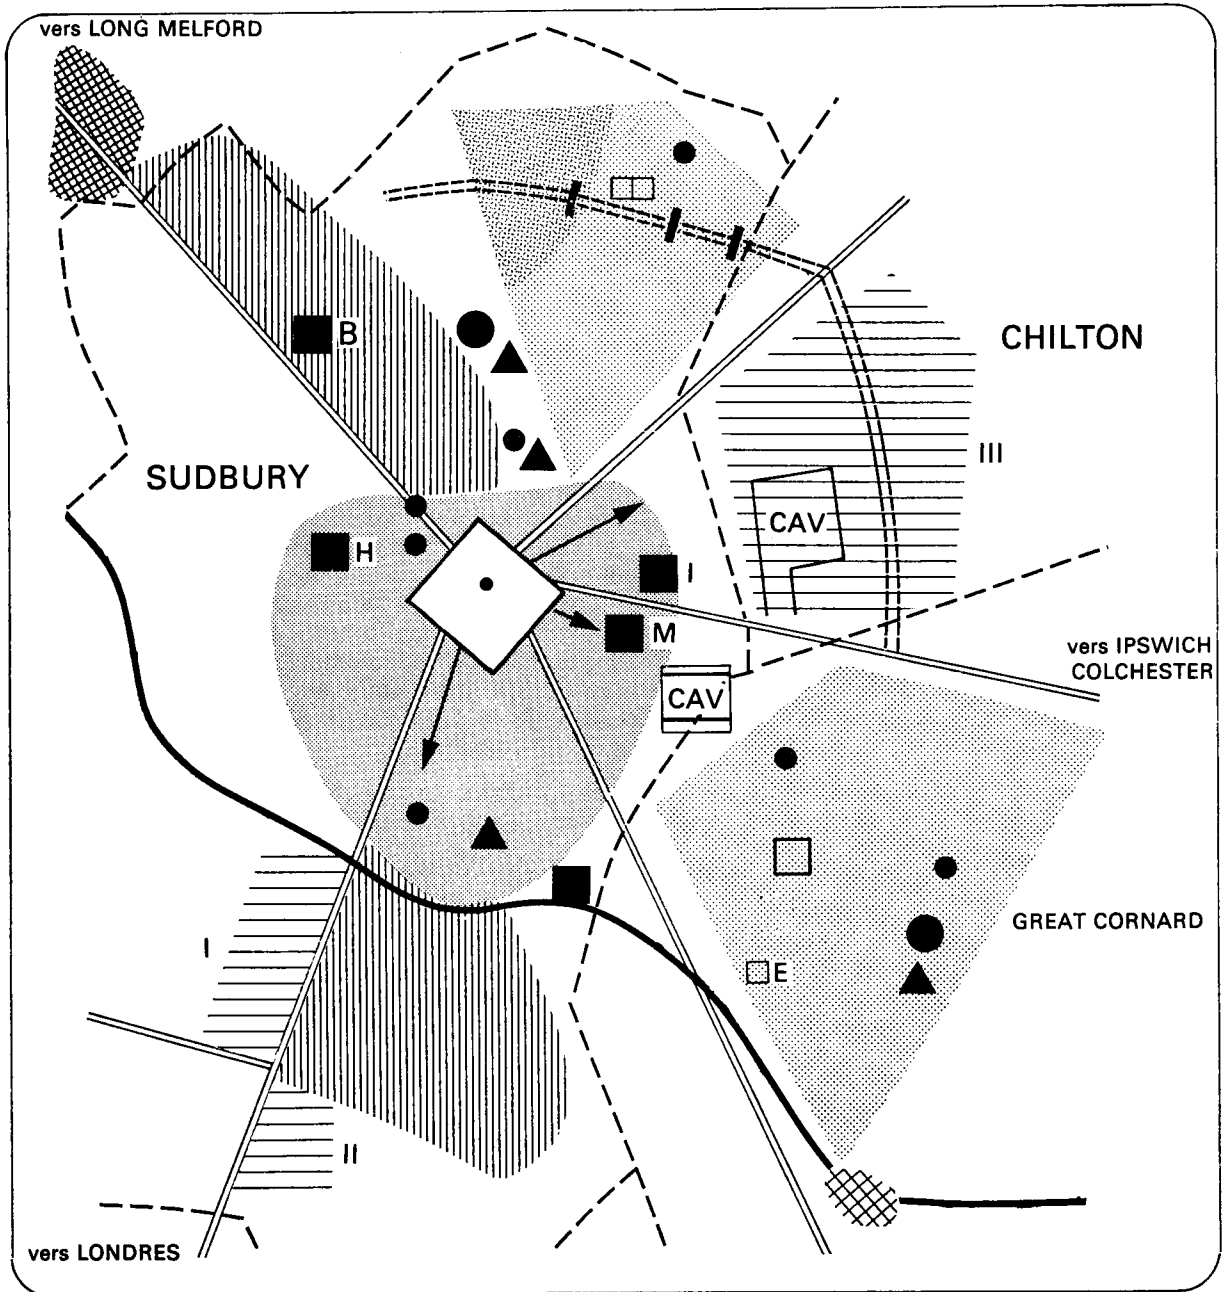 vers LONG MELFORD
B
CHILTON
III
SUDBURY
CAV
H
I
M
vers IPSWICH
COLCHESTER
CAV
GREAT CORNARD
I
E
II
vers LONDRES